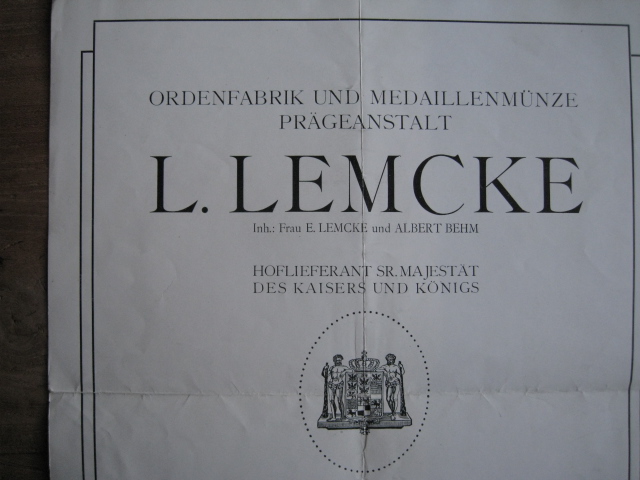 ORDENFABRIK UND MEDAILLENMÜNZE
PRÄGEANSTALT
L. LEMCKE
Inh.: Frau E. LEMCKE und ALBERT BEHM
HOFLIEFERANT SR. MAJESTÄT
DES KAISERS UND KÖNIGS